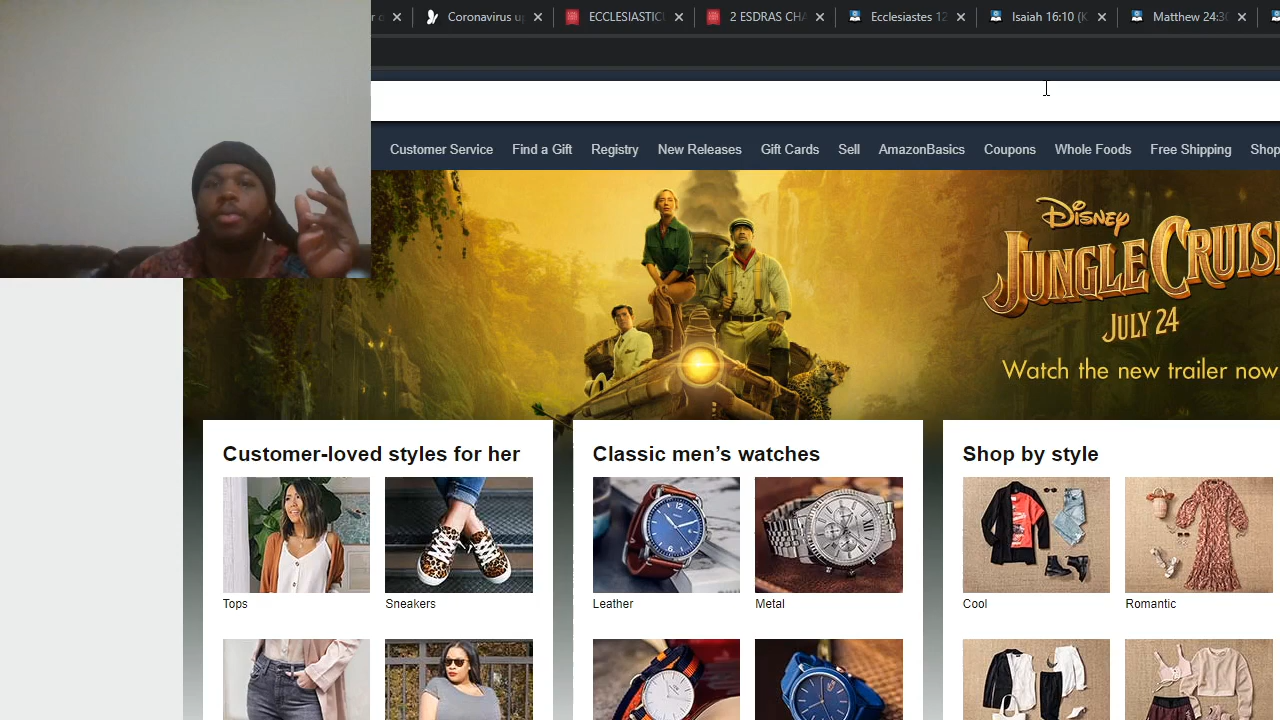 Coronavirus u
ECCLESIASTIC
2 ESDRAS CHA
Ecclesiastes 12
Isaiah 16:10 (K
Matthew 24:3
Customer Service Find a Gift Registry New Releases Gift Cards Sell AmazonBasics Coupons Whole Foods Free Shipping Shop
Disney
JUNGLE CRUIS
JULY 24
Watch the new trailer now
Customer-loved styles for her
Classic men’s watches
Shop by style
Tops
Sneakers
Leather
Metal
Cool
Romantic